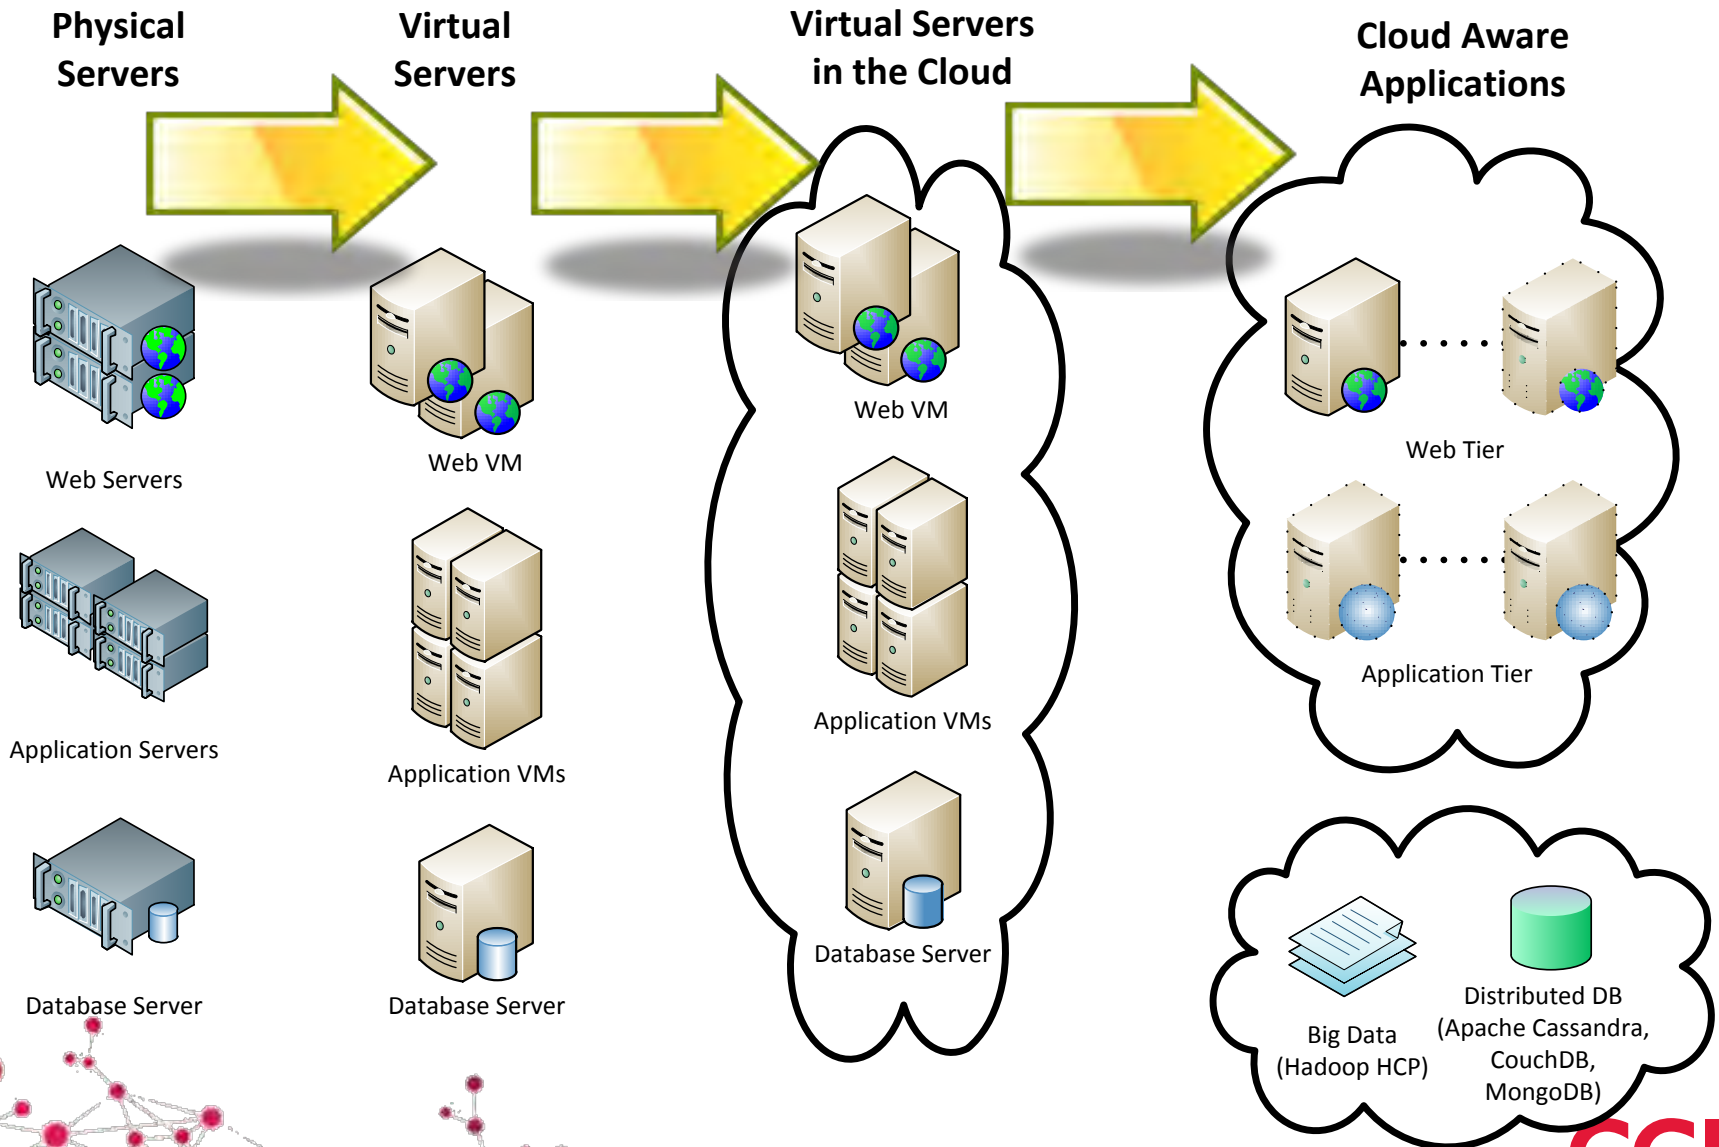 Physical
Servers
Virtual
Servers
Virtual Servers
in the Cloud
Cloud Aware
Applications
Web Servers
Application Servers
Database Server
Web VM
Application VMs
Database Server
Web VM
Application VMs
Database Server
Web Tier
Application Tier
Big Data
(Hadoop HCP)
Distributed DB
(Apache Cassandra,
CouchDB,
MongoDB)